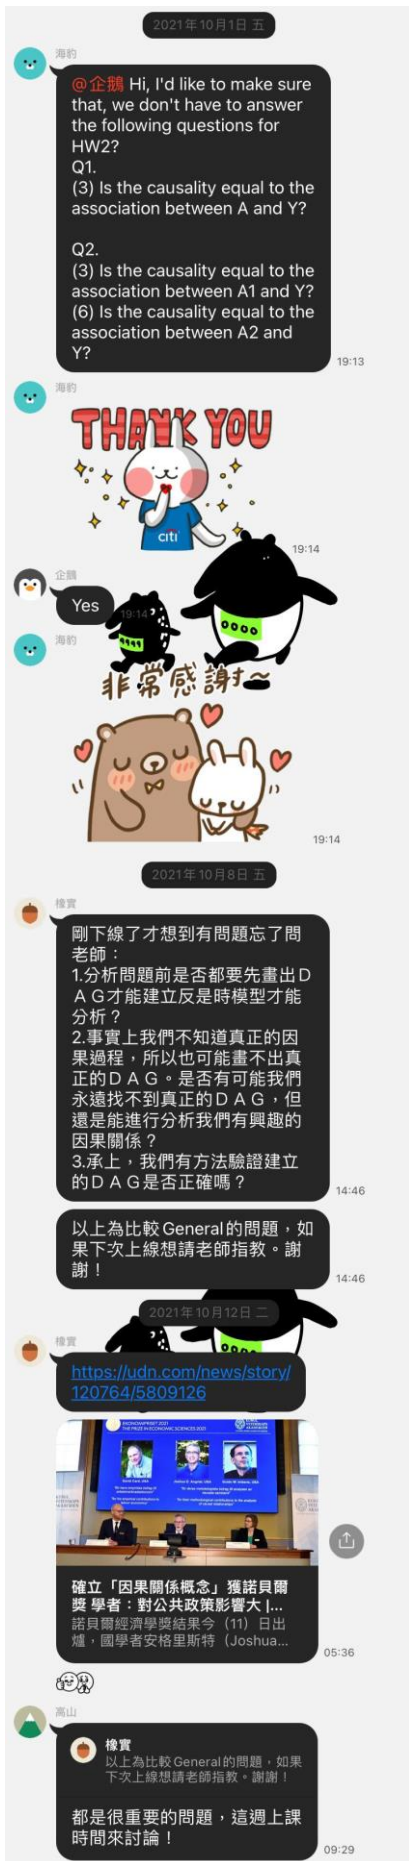 2021年10月1日 五
海豹
@企鵝 Hi, I'd like to make sure
that, we don't have to answer
the following questions for
HW2?
Q1.
(3) Is the causality equal to the
association between A and Y?
Q2.
(3) Is the causality equal to the
association between A1 and Y?
(6) Is the causality equal to the
association between A2 and
Y?
19:13
海豹
THANK YOU
citi
19:14
企鵝
Yes
19:14
海豹
非常感謝~
19:14
2021年10月8日 五
橡實
剛下線了才想到有問題忘了問
老師：
1.分析問題前是否都要先畫出D
A G才能建立反是時模型才能
分析？
2.事實上我們不知道真正的因
果過程，所以也可能畫不出真
正的DAG。是否有可能我們
永遠找不到真正的DAG，但
還是能進行分析我們有興趣的
因果關係？
3.承上，我們有方法驗證建立
的DAG是否正確嗎？
14:46
以上為比較General的問題，如
果下次上線想請老師指教。謝
謝！
14:46
2021年10月12日 二
橡實
https://udn.com/news/story/
120764/5809126
確立「因果關係概念」獲諾貝爾
獎 學者：對公共政策影響大 |...
諾貝爾經濟學獎結果今（11）日出
爐，國學者安格里斯特（Joshua...
05:36
高山
橡實
以上為比較General的問題，如果
下次上線想請老師指教。謝謝！
都是很重要的問題，這週上課
時間來討論！
09:29